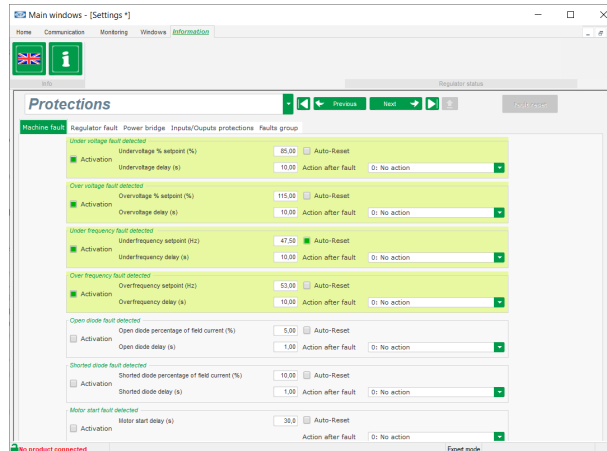 Main windows - [Settings *]
Home Communication Monitoring Windows Information
Info Regulator status
Protections Previous Next
Machine fault Regulator fault Power bridge Inputs/Ouputs protections Faults group
Under voltage fault detected
Activation Undervoltage % setpoint (%) 85,00 Auto-Reset
Undervoltage delay (s) 10,00 Action after fault 0: No action
Over voltage fault detected
Activation Overvoltage % setpoint (%) 115,00 Auto-Reset
Overvoltage delay (s) 10,00 Action after fault 0: No action
Under frequency fault detected
Activation Underfrequency setpoint (Hz) 47,50 Auto-Reset
Underfrequency delay (s) 10,00 Action after fault 0: No action
Over frequency fault detected
Activation Overfrequency setpoint (Hz) 53,00 Auto-Reset
Overfrequency delay (s) 10,00 Action after fault 0: No action
Open diode fault detected
Activation Open diode percentage of field current (%) 5,00 Auto-Reset
Open diode delay (s) 1,00 Action after fault 0: No action
Shorted diode fault detected
Activation Shorted diode percentage of field current (%) 10,00 Auto-Reset
Shorted diode delay (s) 1,00 Action after fault 0: No action
Motor start fault detected
Activation Motor start delay (s) 30,0 Auto-Reset
Action after fault 0: No action
No product connected Expert mode